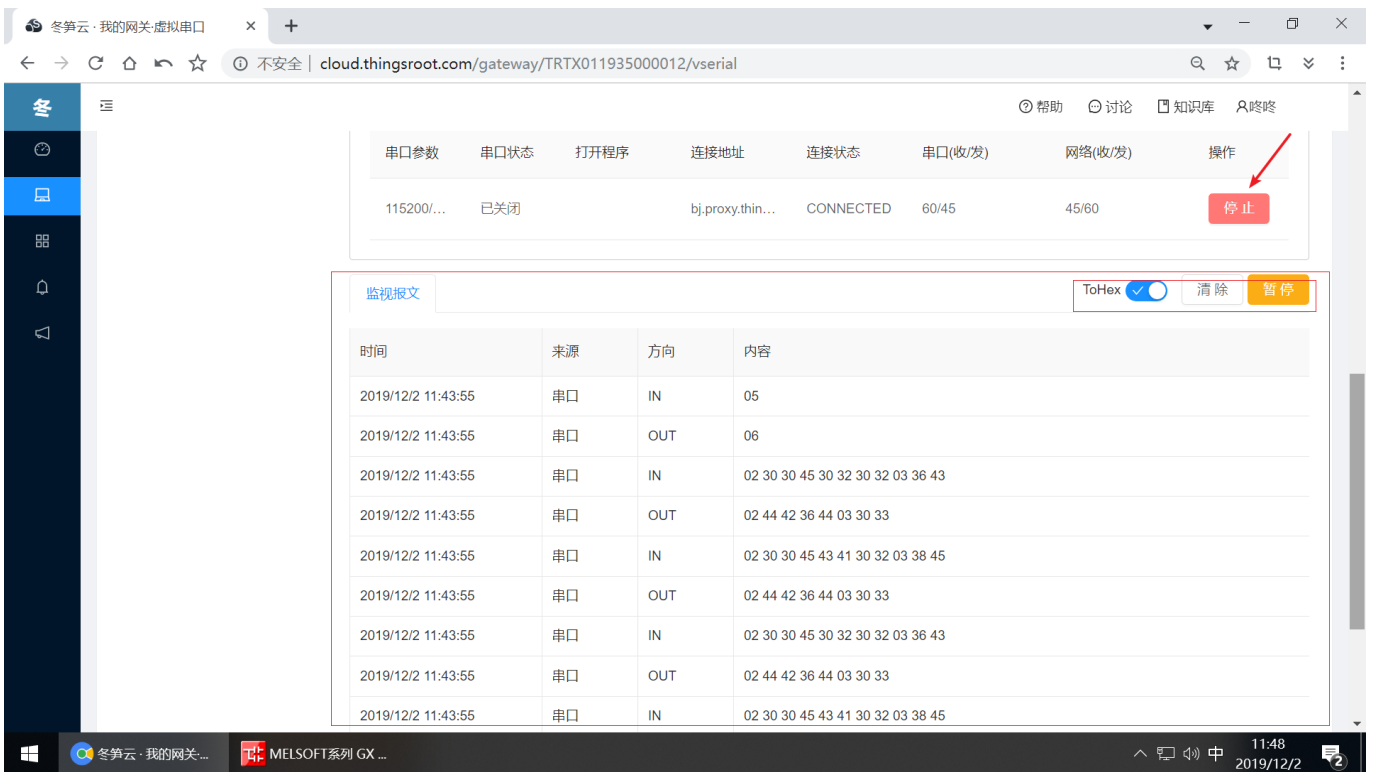 冬笋云 · 我的网关·虚拟串口
不安全 | cloud.thingsroot.com/gateway/TRTX011935000012/vserial
冬
帮助 讨论 知识库 咚咚
串口参数 串口状态 打开程序 连接地址 连接状态 串口(收/发) 网络(收/发) 操作
115200/... 已关闭 bj.proxy.thin... CONNECTED 60/45 45/60 停 止
监视报文 ToHex 清 除 暂 停
时间 来源 方向 内容
2019/12/2 11:43:55 串口 IN 05
2019/12/2 11:43:55 串口 OUT 06
2019/12/2 11:43:55 串口 IN 02 30 30 45 30 32 30 32 03 36 43
2019/12/2 11:43:55 串口 OUT 02 44 42 36 44 03 30 33
2019/12/2 11:43:55 串口 IN 02 30 30 45 43 41 30 32 03 38 45
2019/12/2 11:43:55 串口 OUT 02 44 42 36 44 03 30 33
2019/12/2 11:43:55 串口 IN 02 30 30 45 30 32 30 32 03 36 43
2019/12/2 11:43:55 串口 OUT 02 44 42 36 44 03 30 33
2019/12/2 11:43:55 串口 IN 02 30 30 45 43 41 30 32 03 38 45
冬笋云 · 我的网关·... MELSOFT系列 GX ... 中 11:48
2019/12/2 2